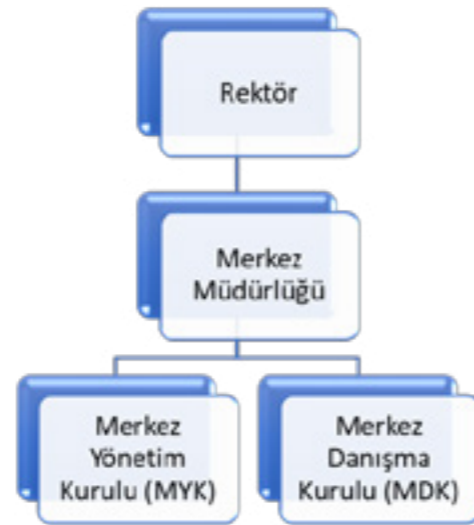 Rektör
Merkez
Müdürlüğü
Merkez
Yönetim
Kurulu (MYK)
Merkez
Danışma
Kurulu (MDK)